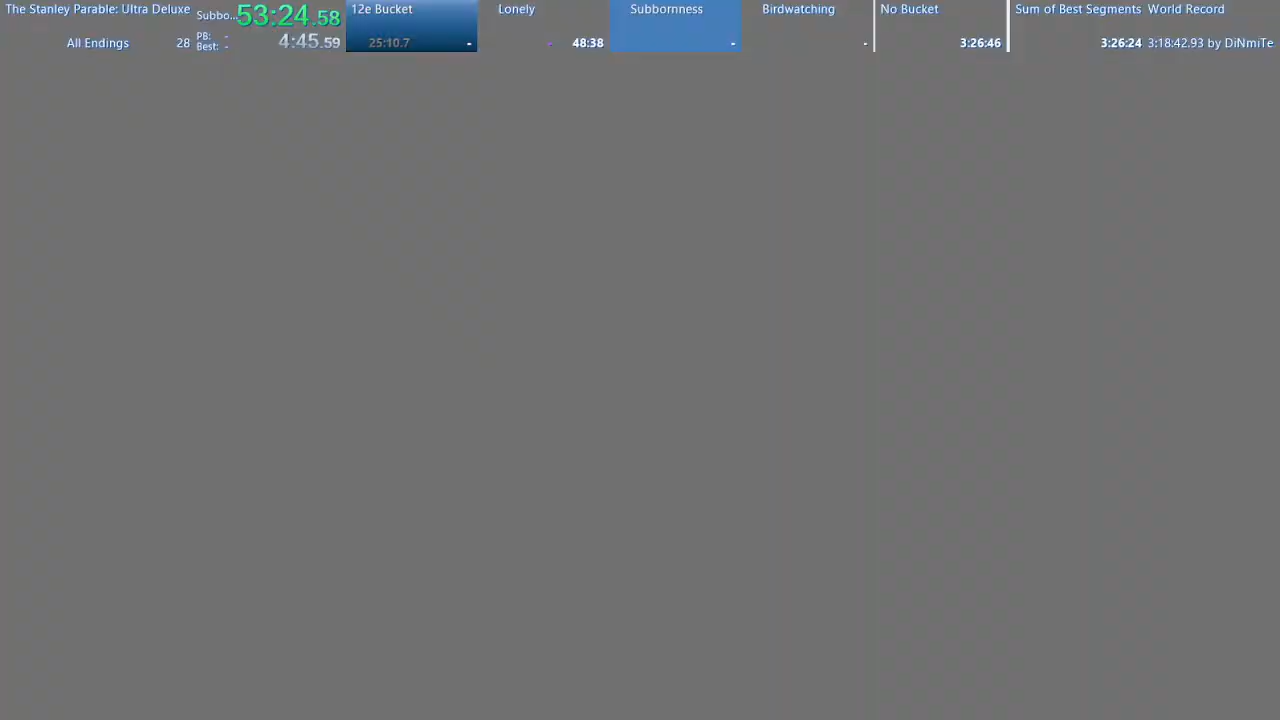 The Stanley Parable: Ultra Deluxe
All Endings 28
Subbo... 53:24.58
PB: -
Best: -
4:45.59
12e Bucket
25:10.7 -
Lonely
- 48:38
Subbornness
-
Birdwatching
-
No Bucket
3:26:46
Sum of Best Segments
3:26:24
World Record
3:18:42.93 by DiNmiTe